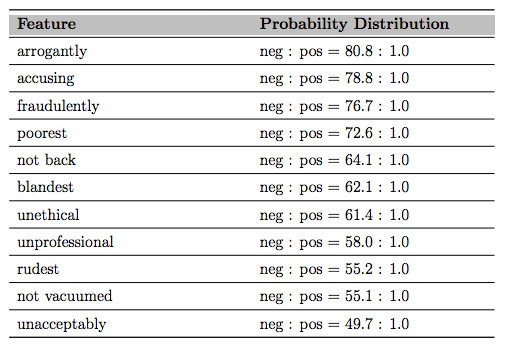 Feature Probability Distribution
arrogantly neg : pos = 80.8 : 1.0
accusing neg : pos = 78.8 : 1.0
fraudulently neg : pos = 76.7 : 1.0
poorest neg : pos = 72.6 : 1.0
not back neg : pos = 64.1 : 1.0
blandest neg : pos = 62.1 : 1.0
unethical neg : pos = 61.4 : 1.0
unprofessional neg : pos = 58.0 : 1.0
rudest neg : pos = 55.2 : 1.0
not vacuumed neg : pos = 55.1 : 1.0
unacceptably neg : pos = 49.7 : 1.0